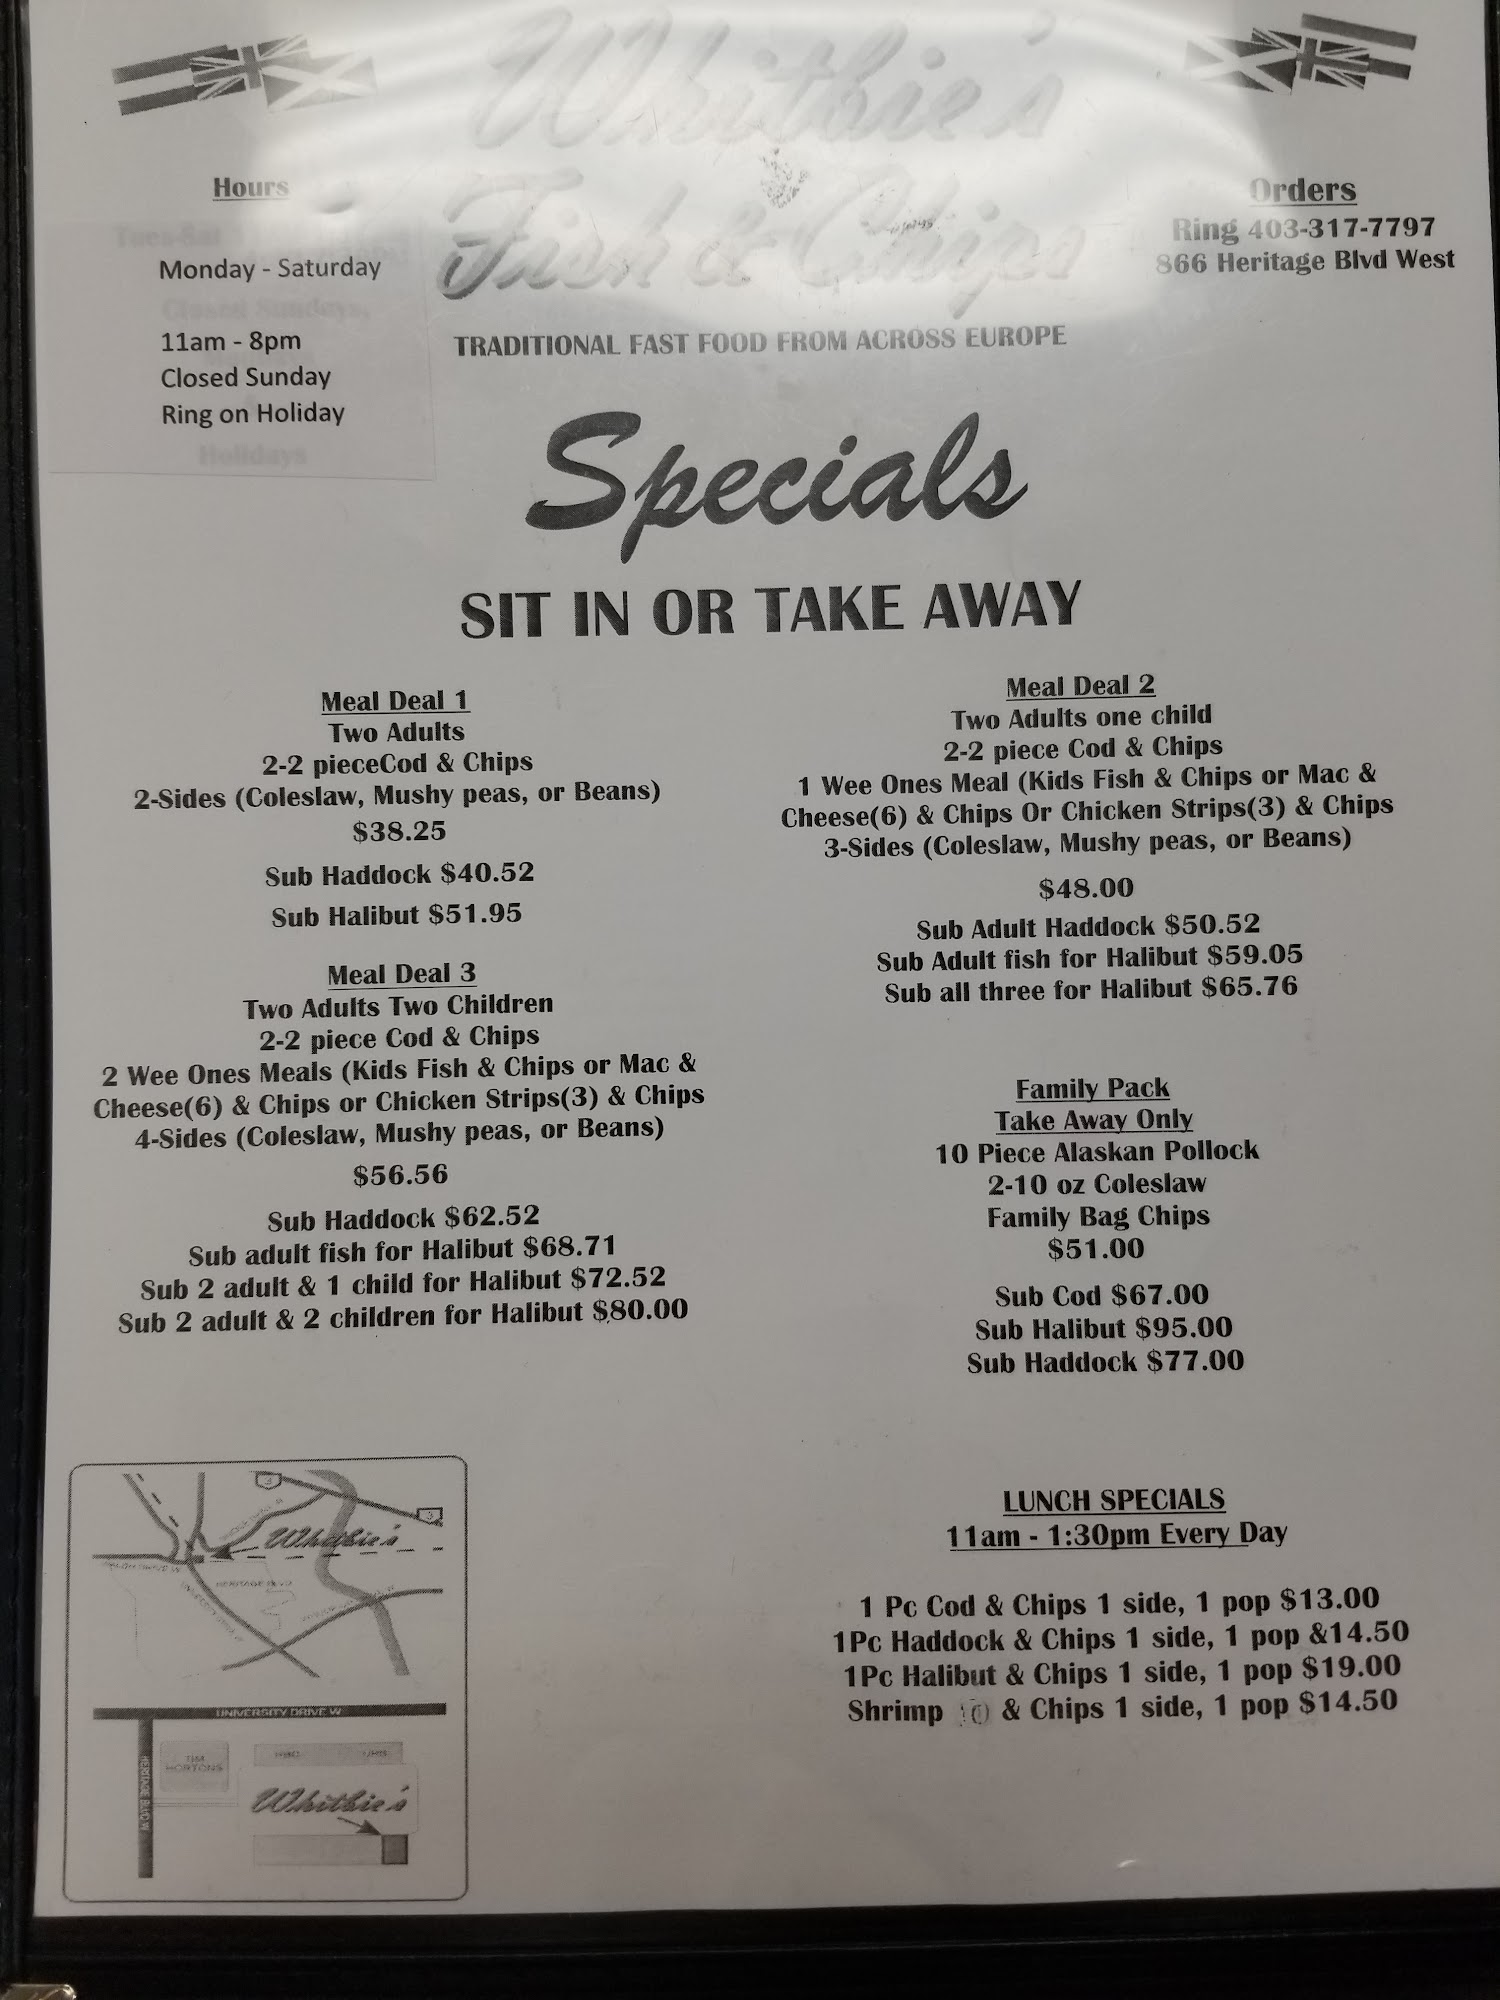 Whithie's
Fish & Chips
TRADITIONAL FAST FOOD FROM ACROSS EUROPE
Hours
Monday - Saturday
11am - 8pm
Closed Sunday
Ring on Holiday
Holidays
Orders
Ring 403-317-7797
866 Heritage Blvd West
Specials
SIT IN OR TAKE AWAY
Meal Deal 1
Two Adults
2-2 pieceCod & Chips
2-Sides (Coleslaw, Mushy peas, or Beans)
$38.25
Sub Haddock $40.52
Sub Halibut $51.95
Meal Deal 2
Two Adults one child
2-2 piece Cod & Chips
1 Wee Ones Meal (Kids Fish & Chips or Mac &
Cheese(6) & Chips Or Chicken Strips(3) & Chips
3-Sides (Coleslaw, Mushy peas, or Beans)
$48.00
Sub Adult Haddock $50.52
Sub Adult fish for Halibut $59.05
Sub all three for Halibut $65.76
Meal Deal 3
Two Adults Two Children
2-2 piece Cod & Chips
2 Wee Ones Meals (Kids Fish & Chips or Mac &
Cheese(6) & Chips or Chicken Strips(3) & Chips
4-Sides (Coleslaw, Mushy peas, or Beans)
$56.56
Sub Haddock $62.52
Sub adult fish for Halibut $68.71
Sub 2 adult & 1 child for Halibut $72.52
Sub 2 adult & 2 children for Halibut $80.00
Family Pack
Take Away Only
10 Piece Alaskan Pollock
2-10 oz Coleslaw
Family Bag Chips
$51.00
Sub Cod $67.00
Sub Halibut $95.00
Sub Haddock $77.00
LUNCH SPECIALS
11am - 1:30pm Every Day
1 Pc Cod & Chips 1 side, 1 pop $13.00
1Pc Haddock & Chips 1 side, 1 pop &14.50
1Pc Halibut & Chips 1 side, 1 pop $19.00
Shrimp 10 & Chips 1 side, 1 pop $14.50
3
3
Whithie's
HERITAGE BLVD
UNIVERSITY DRIVE W
HERITAGE BLVD W
TIM
HORTONS
Whithie's